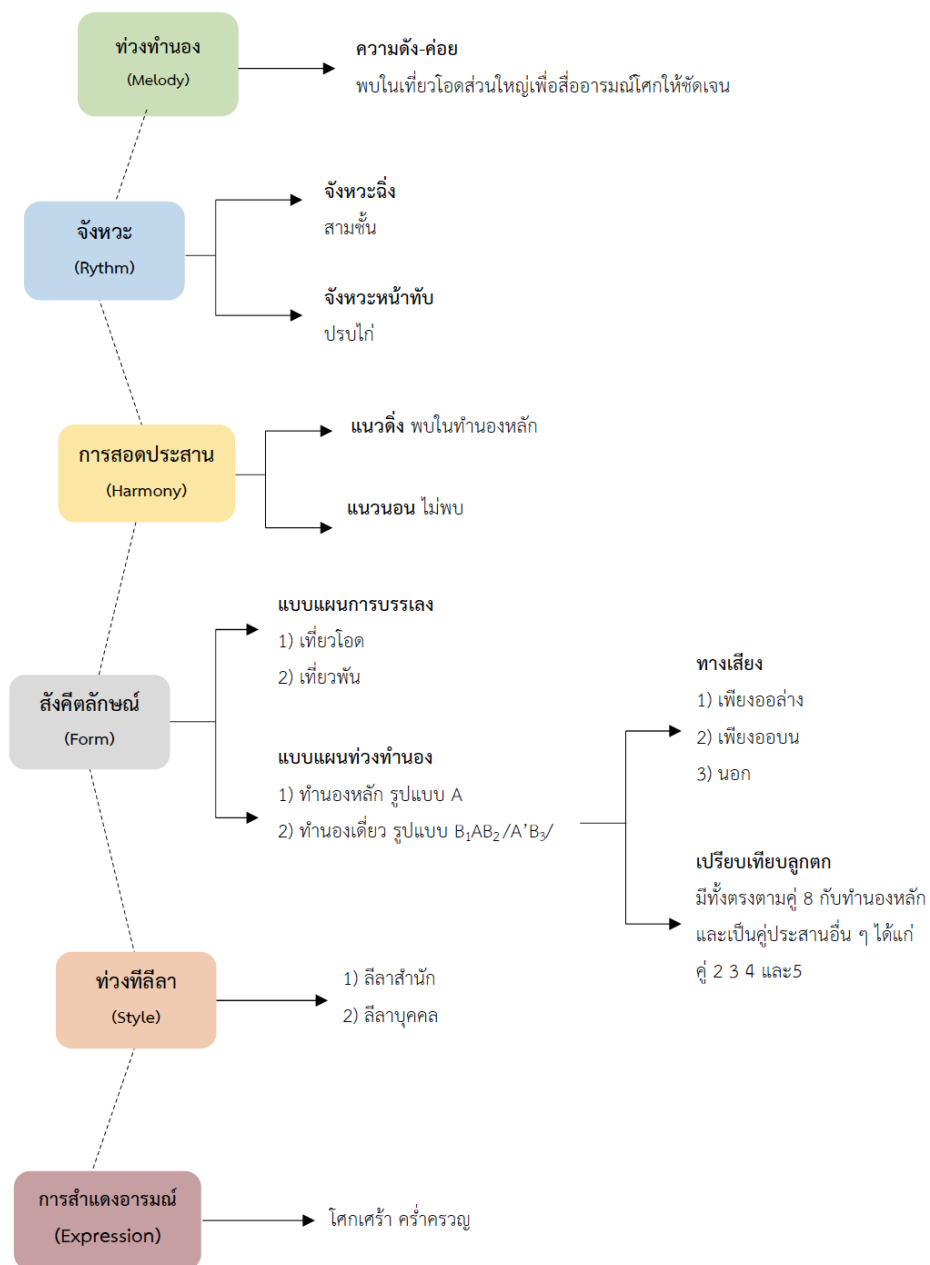 ท่วงทำนอง
(Melody)
ความดัง-ค่อย
พบในเที่ยวโอดส่วนใหญ่เพื่อสื่ออารมณ์โศกให้ชัดเจน
จังหวะ
(Rythm)
จังหวะฉิ่ง
สามชั้น
จังหวะหน้าทับ
ปรบไก่
การสอดประสาน
(Harmony)
แนวดิ่ง พบในทำนองหลัก
แนวนอน ไม่พบ
สังคีตลักษณ์
(Form)
แบบแผนการบรรเลง
1) เที่ยวโอด
2) เที่ยวพัน
แบบแผนท่วงทำนอง
1) ทำนองหลัก รูปแบบ A
2) ทำนองเดี่ยว รูปแบบ B₁AB₂/A’B₃/
ทางเสียง
1) เพียงออล่าง
2) เพียงออบน
3) นอก
เปรียบเทียบลูกตก
มีทั้งตรงตามคู่ 8 กับทำนองหลัก
และเป็นคู่ประสานอื่น ๆ ได้แก่
คู่ 2 3 4 และ5
ท่วงทีลีลา
(Style)
1) ลีลาสำนัก
2) ลีลาบุคคล
การสำแดงอารมณ์
(Expression)
โศกเศร้า คร่ำครวญ